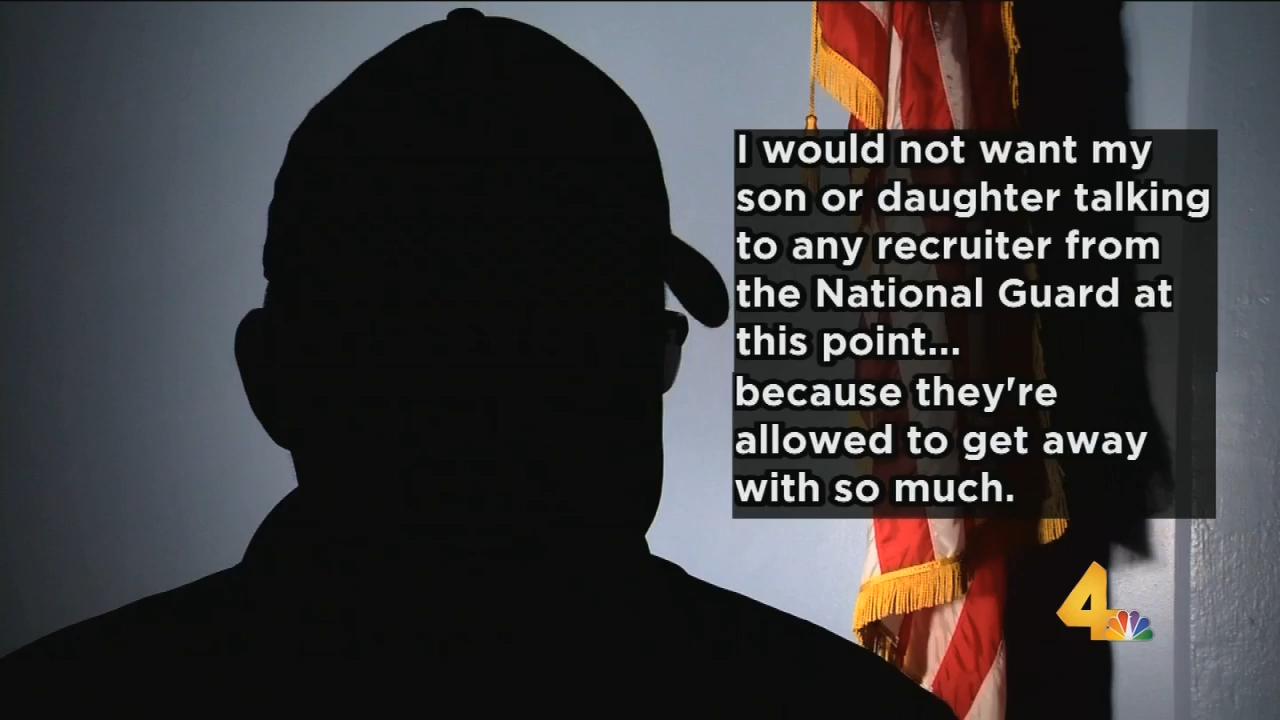 I would not want my
son or daughter talking
to any recruiter from
the National Guard at
this point...
because they're
allowed to get away
with so much.
4